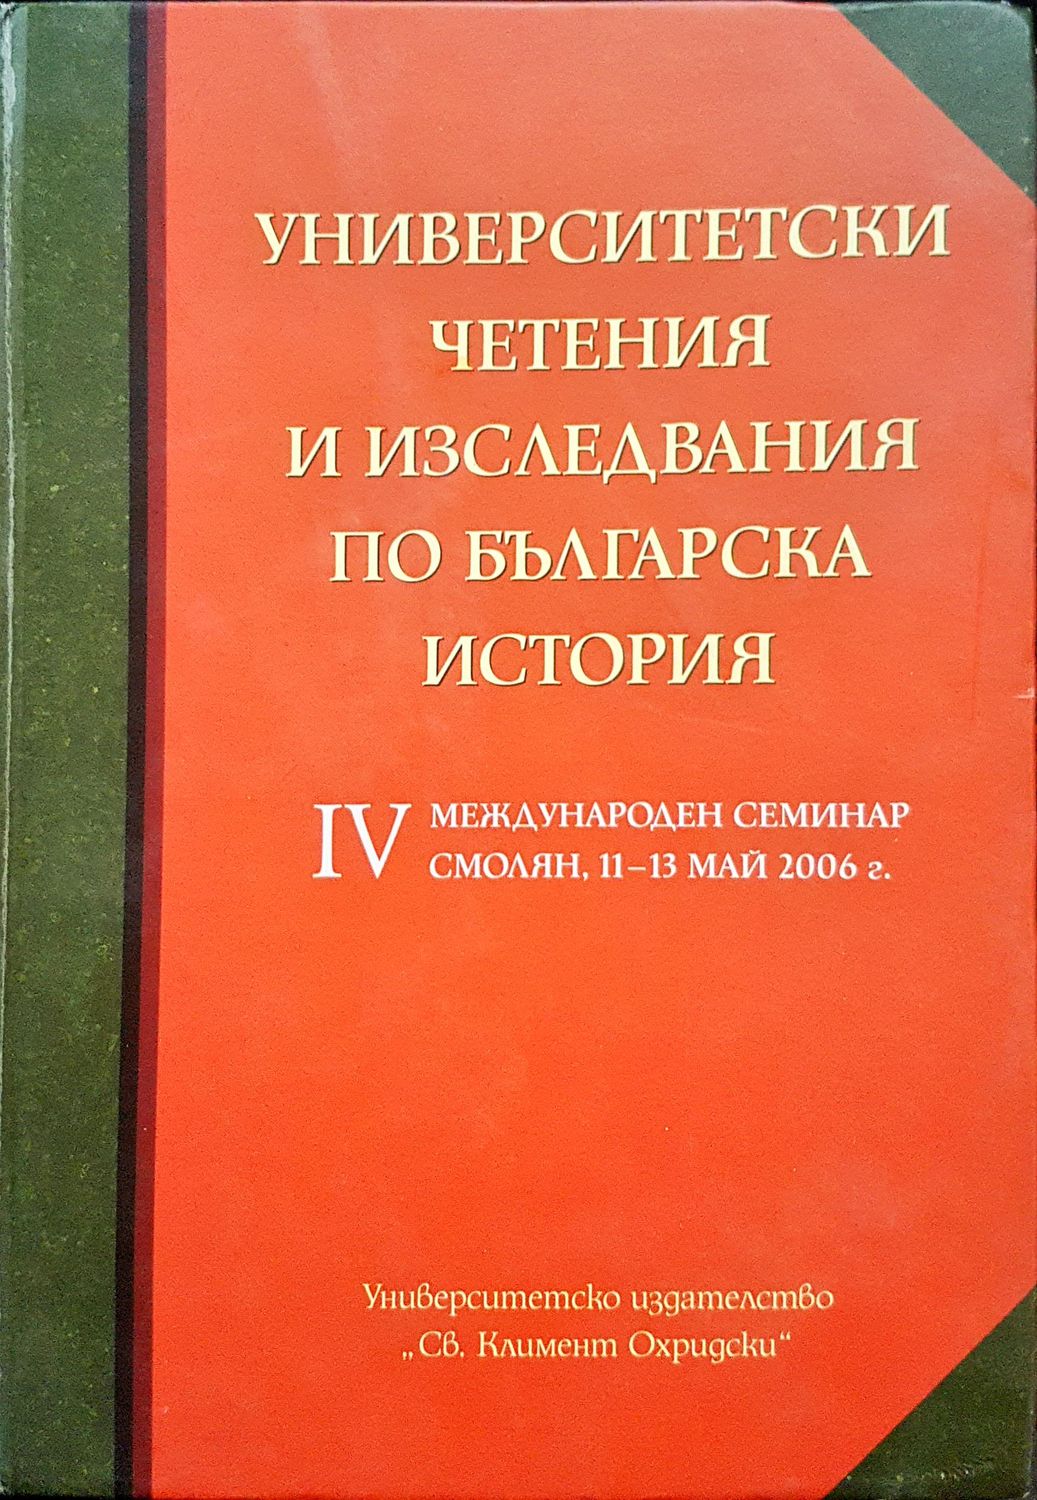 УНИВЕРСИТЕТСКИ
ЧЕТЕНИЯ
И ИЗСЛЕДВАНИЯ
ПО БЪЛГАРСКА
ИСТОРИЯ
IV МЕЖДУНАРОДЕН СЕМИНАР
СМОЛЯН, 11–13 МАЙ 2006 г.
Университетско издателство
„Св. Климент Охридски“